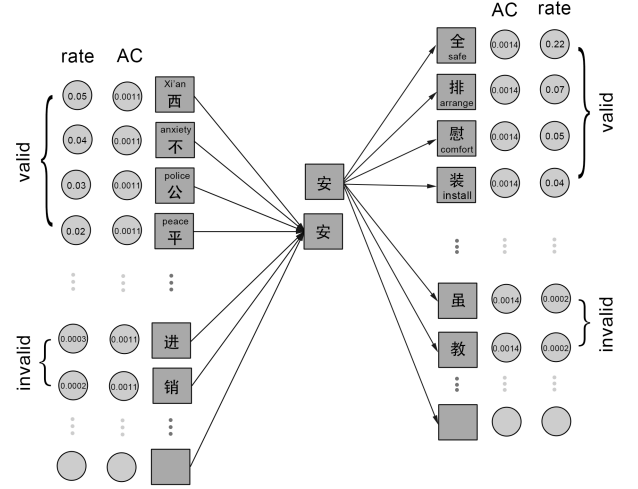 AC rate
rate AC
全
safe
0.0014 0.22
排
arrange
0.0014 0.07
慰
comfort
0.0014 0.05
装
install
0.0014 0.04
valid
valid
0.05 0.0011
Xi'an
西
0.04 0.0011
anxiety
不
0.03 0.0011
police
公
0.02 0.0011
peace
平
安
安
虽 0.0014 0.0002
教 0.0014 0.0002
invalid
invalid
0.0003 0.0011 进
0.0002 0.0011 销